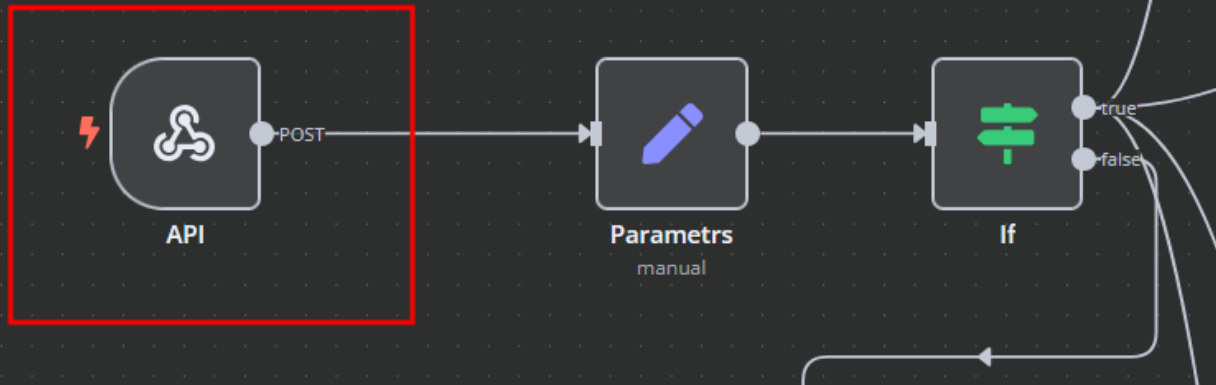 POST
true
false
API
Parametrs
If
manual